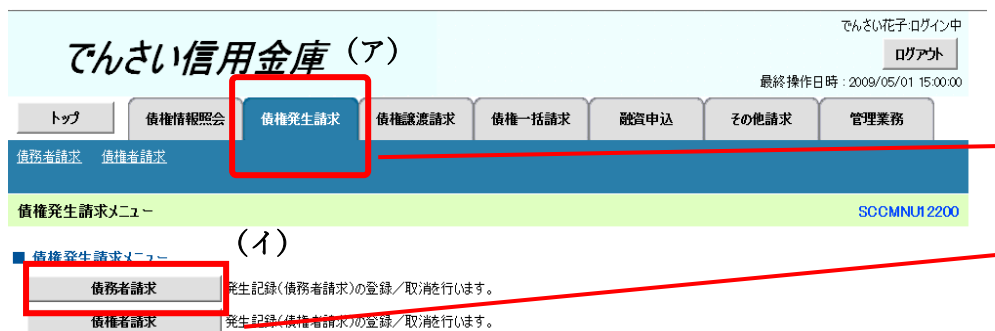 でんさい花子:ログイン中
でんさい信用金庫 (ア)
ログアウト
最終操作日時：2009/05/01 15:00:00
トップ 債権情報照会 債権発生請求 債権譲渡請求 債権一括請求 融資申込 その他請求 管理業務
債務者請求 債権者請求
債権発生請求メニュー SCCMNU12200
(イ)
■ 債権発生請求メニュー
債務者請求 発生記録(債務者請求)の登録／取消を行います。
債権者請求 発生記録(債権者請求)の登録／取消を行います。